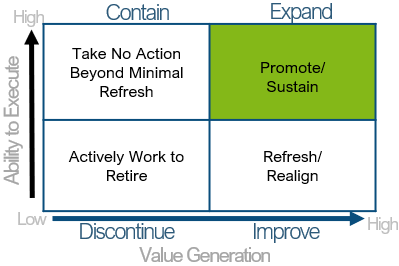 Contain Expand
High
Take No Action
Beyond Minimal
Refresh
Promote/
Sustain
Ability to Execute
Actively Work to
Retire
Refresh/
Realign
Low
High
Discontinue Improve
Value Generation